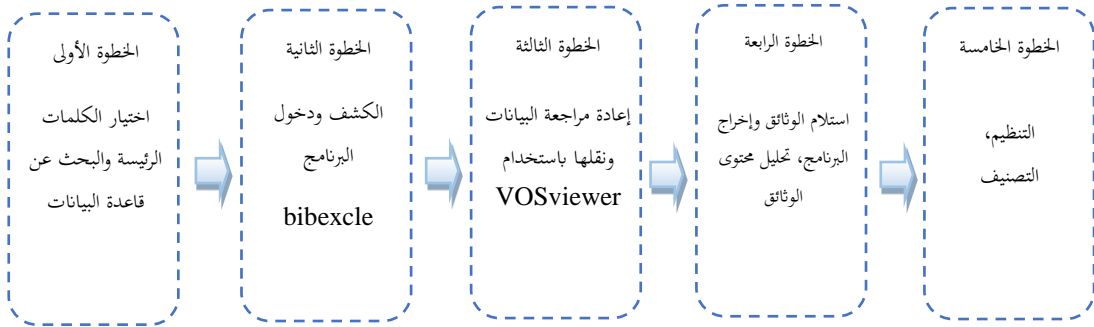 الخطوة الأولى
اختيار الكلمات
الرئيسة والبحث عن
قاعدة البيانات
الخطوة الثانية
الكشف ودخول
البرنامج
bibexcle
الخطوة الثالثة
إعادة مراجعة البيانات
ونقلها باستخدام
VOSviewer
الخطوة الرابعة
استلام الوثائق وإخراج
البرنامج، تحليل محتوى
الوثائق
الخطوة الخامسة
التنظيم،
التصنيف